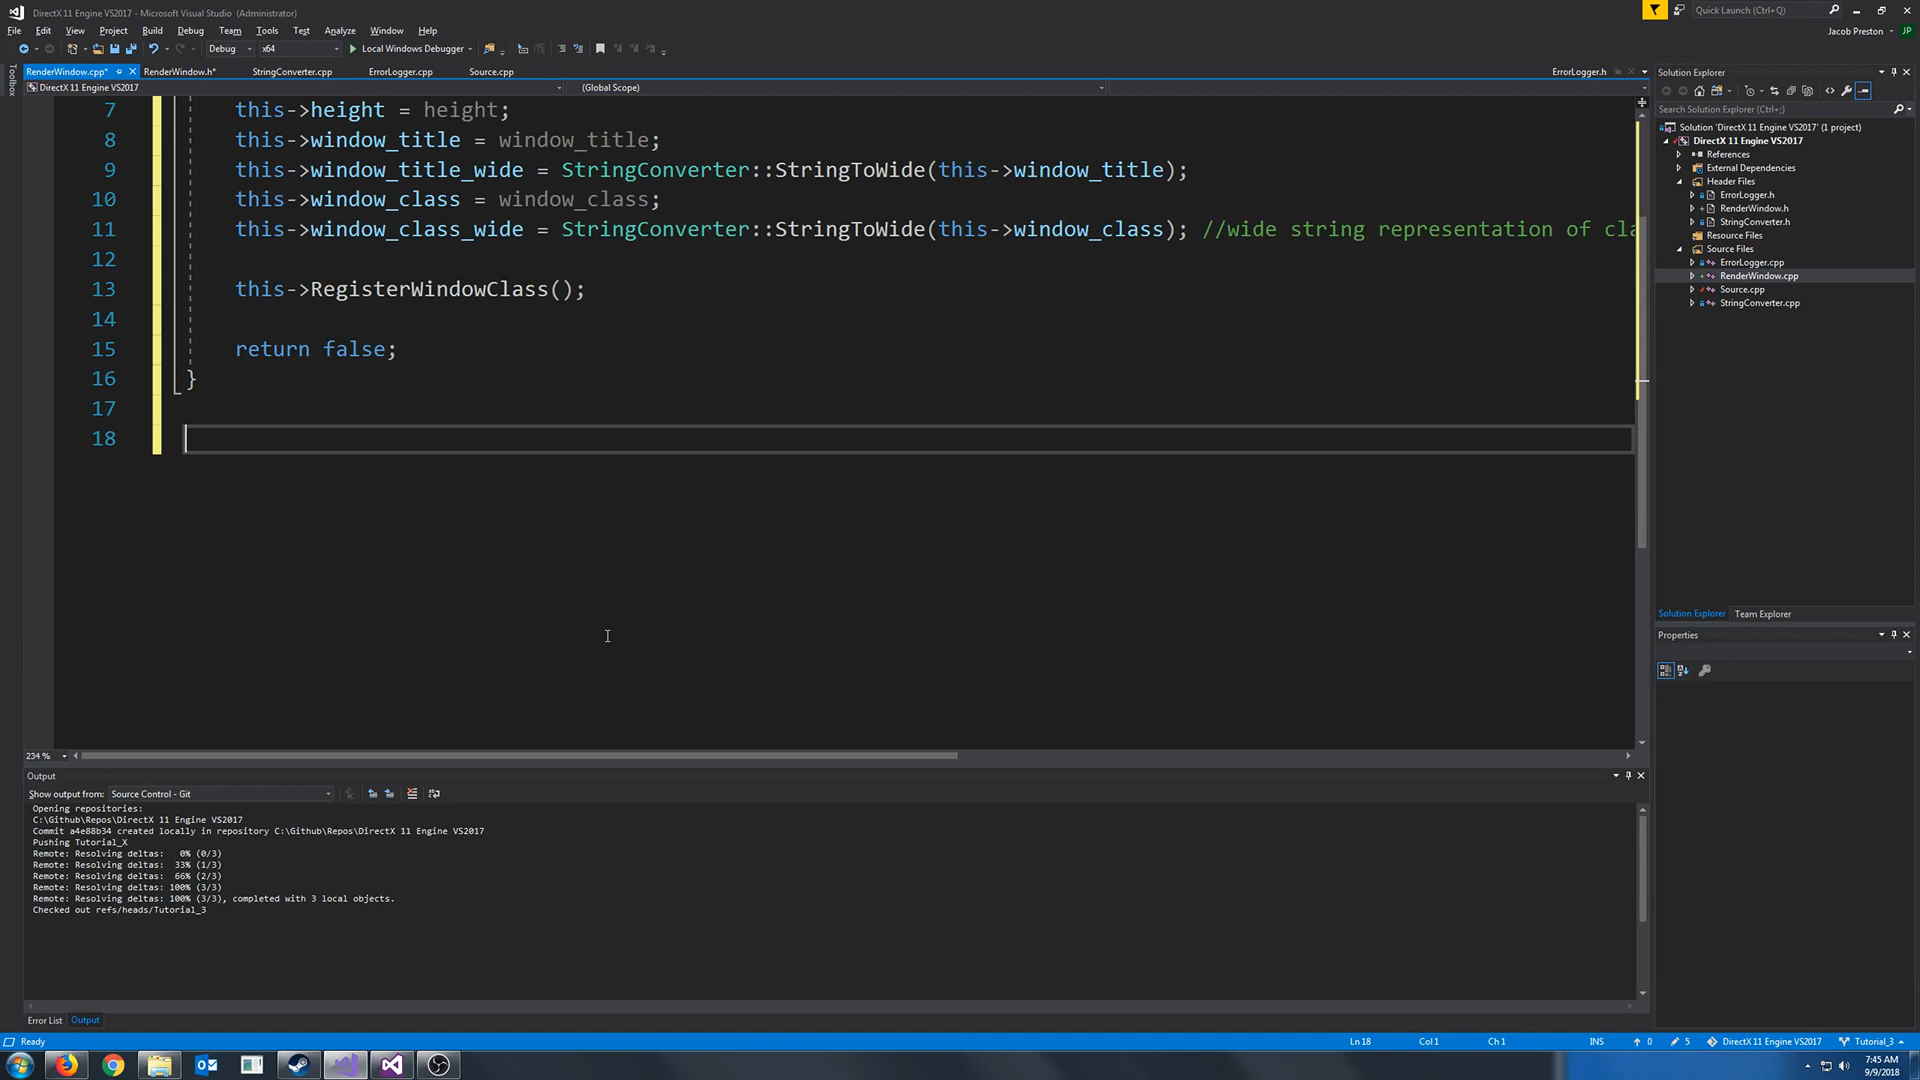 DirectX 11 Engine VS2017 - Microsoft Visual Studio (Administrator)
Quick Launch (Ctrl+Q)
File Edit View Project Build Debug Team Tools Test Analyze Window Help
Jacob Preston JP
Debug x64 Local Windows Debugger
Toolbox
RenderWindow.cpp* RenderWindow.h* StringConverter.cpp ErrorLogger.cpp Source.cpp ErrorLogger.h
DirectX 11 Engine VS2017 (Global Scope)
7 this->height = height;
8 this->window_title = window_title;
9 this->window_title_wide = StringConverter::StringToWide(this->window_title);
10 this->window_class = window_class;
11 this->window_class_wide = StringConverter::StringToWide(this->window_class); //wide string representation of cla
12
13 this->RegisterWindowClass();
14
15 return false;
16 }
17
18
234 %
Solution Explorer
Search Solution Explorer (Ctrl+;)
Solution 'DirectX 11 Engine VS2017' (1 project)
DirectX 11 Engine VS2017
References
External Dependencies
Header Files
ErrorLogger.h
RenderWindow.h
StringConverter.h
Resource Files
Source Files
ErrorLogger.cpp
RenderWindow.cpp
Source.cpp
StringConverter.cpp
Solution Explorer Team Explorer
Properties
Output
Show output from: Source Control - Git
Opening repositories:
C:\Github\Repos\DirectX 11 Engine VS2017
Commit a4e88b34 created locally in repository C:\Github\Repos\DirectX 11 Engine VS2017
Pushing Tutorial_X
Remote: Resolving deltas:   0% (0/3)
Remote: Resolving deltas:  33% (1/3)
Remote: Resolving deltas:  66% (2/3)
Remote: Resolving deltas: 100% (3/3)
Remote: Resolving deltas: 100% (3/3), completed with 3 local objects.
Checked out refs/heads/Tutorial_3
Error List Output
Ready Ln 18 Col 1 Ch 1 INS 0 5 DirectX 11 Engine VS2017 Tutorial_3
7:45 AM
9/9/2018